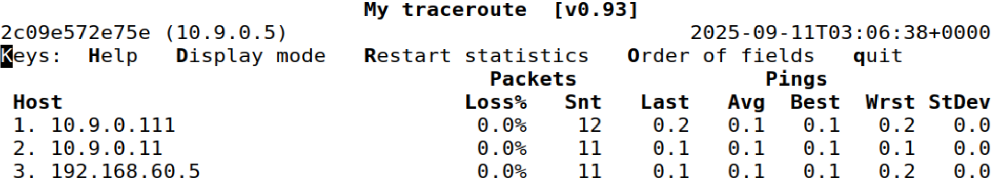 My traceroute [v0.93]
2c09e572e75e (10.9.0.5) 2025-09-11T03:06:38+0000
Keys: Help Display mode Restart statistics Order of fields quit
Packets Pings
Host Loss% Snt Last Avg Best Wrst StDev
1. 10.9.0.111 0.0% 12 0.2 0.1 0.1 0.2 0.0
2. 10.9.0.11 0.0% 11 0.1 0.1 0.1 0.1 0.0
3. 192.168.60.5 0.0% 11 0.1 0.1 0.1 0.2 0.0